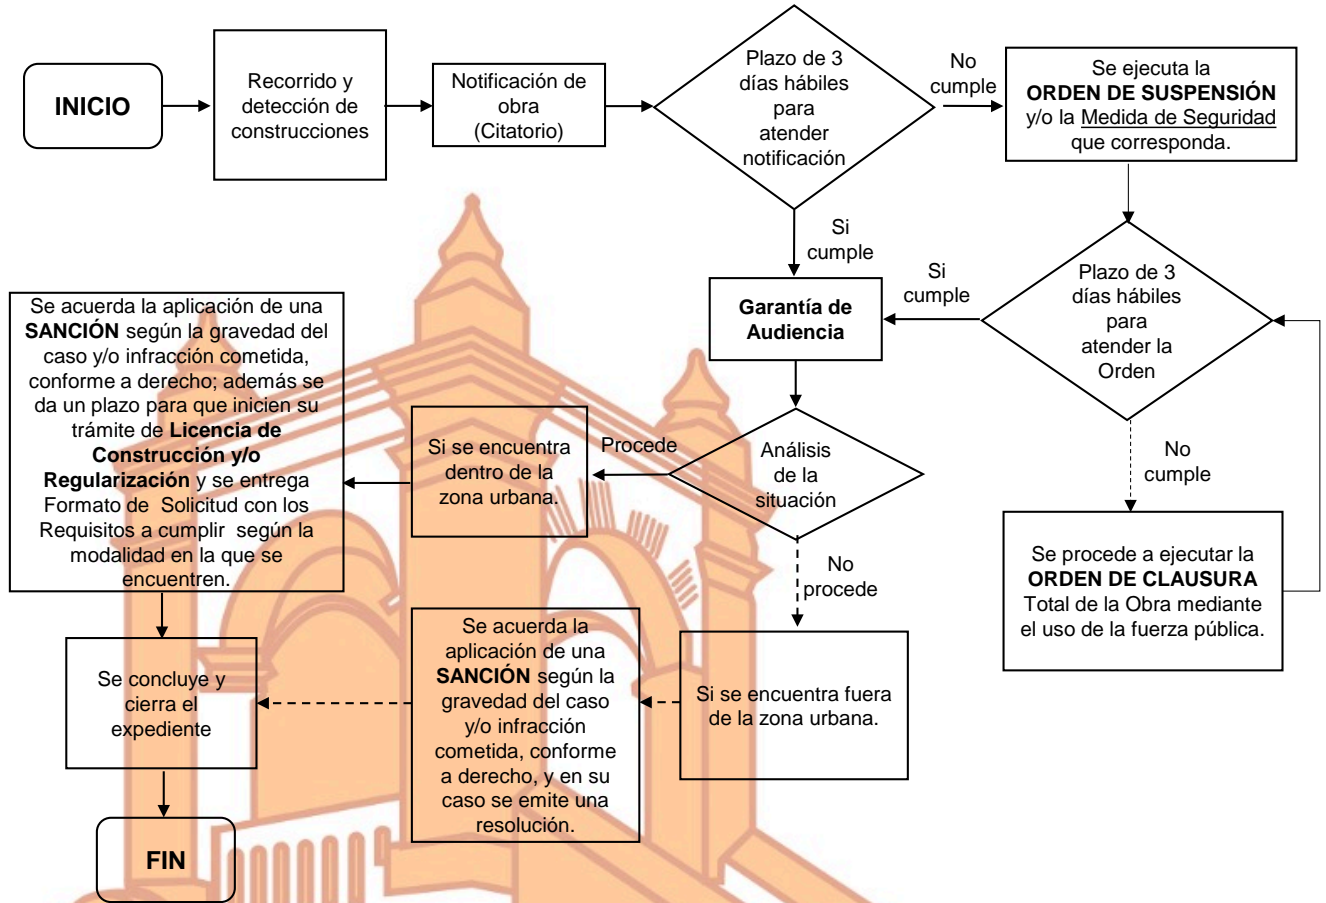 INICIO
Recorrido y
detección de
construcciones
Notificación de
obra
(Citatorio)
Plazo de 3
días hábiles
para
atender
notificación
No
cumple
Se ejecuta la
ORDEN DE SUSPENSIÓN
y/o la Medida de Seguridad
que corresponda.
Si
cumple
Plazo de 3
días hábiles
para
atender la
Orden
Si
cumple
Garantía de
Audiencia
No
cumple
Se procede a ejecutar la
ORDEN DE CLAUSURA
Total de la Obra mediante
el uso de la fuerza pública.
Análisis
de la
situación
Procede
Si se encuentra
dentro de la
zona urbana.
Se acuerda la aplicación de una
SANCIÓN según la gravedad del
caso y/o infracción cometida,
conforme a derecho; además se
da un plazo para que inicien su
trámite de Licencia de
Construcción y/o
Regularización y se entrega
Formato de Solicitud con los
Requisitos a cumplir según la
modalidad en la que se
encuentren.
No
procede
Si se encuentra fuera
de la zona urbana.
Se acuerda la
aplicación de una
SANCIÓN según la
gravedad del caso
y/o infracción
cometida, conforme
a derecho, y en su
caso se emite una
resolución.
Se concluye y
cierra el
expediente
FIN